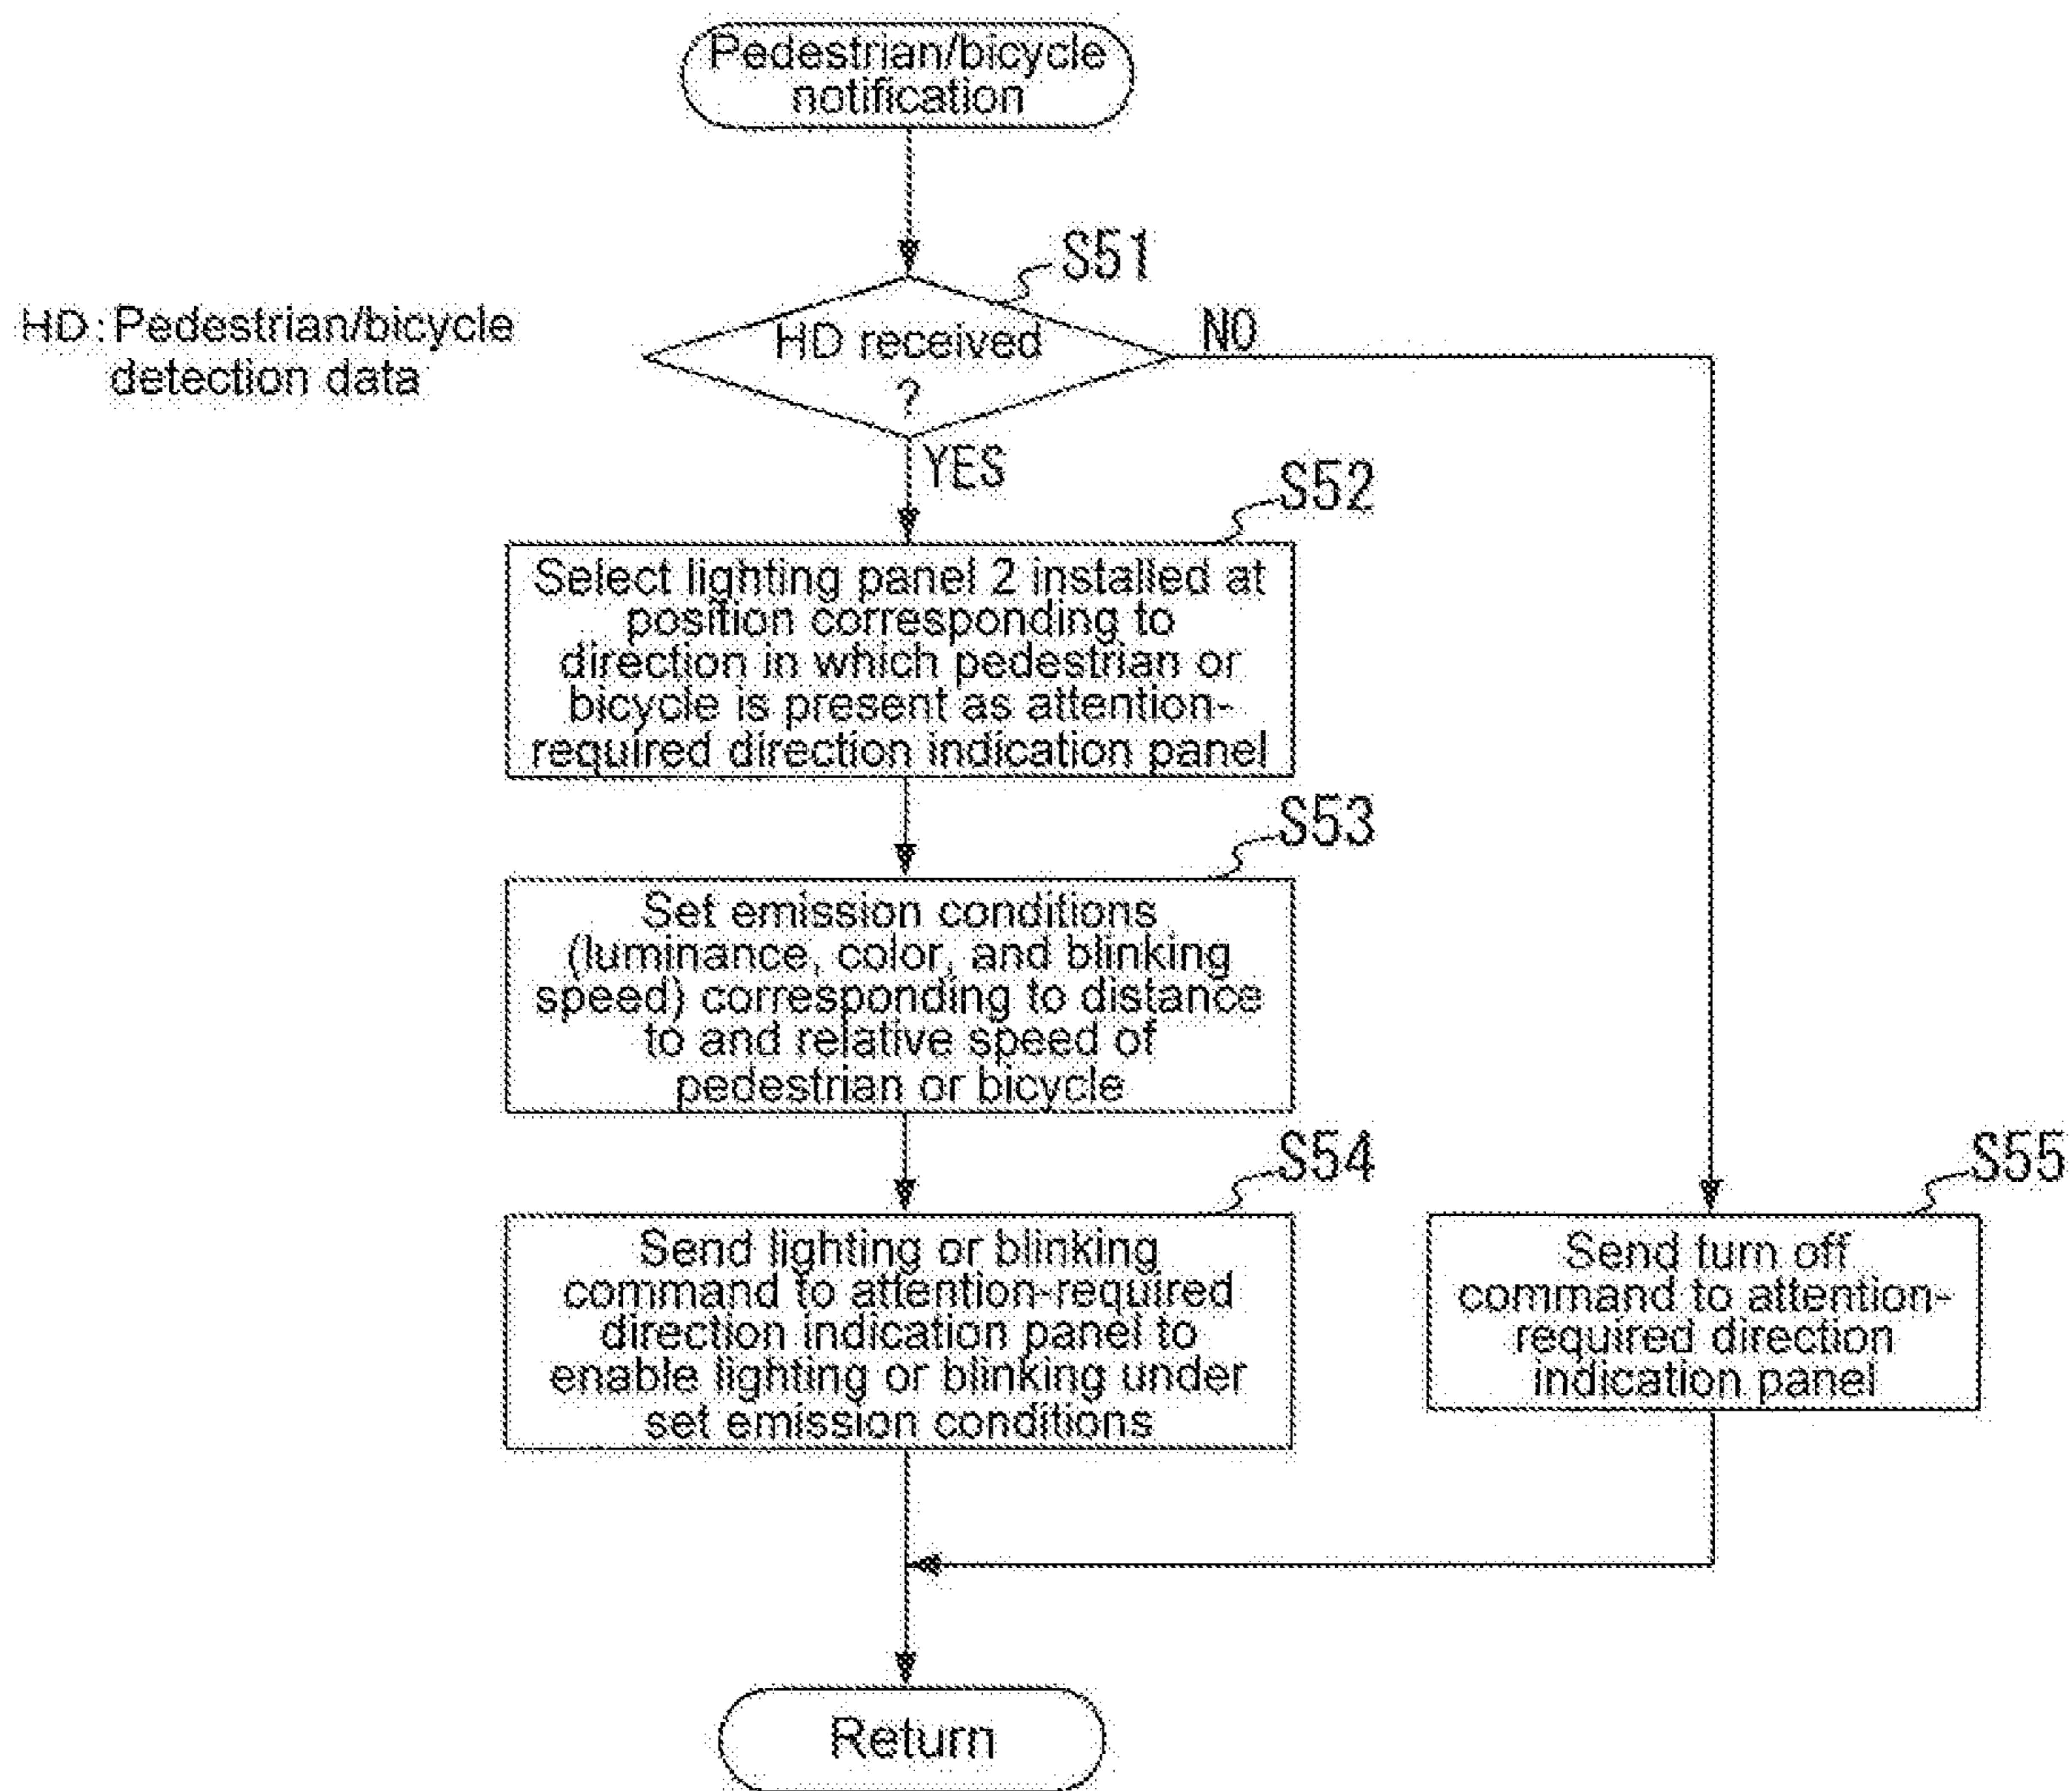 Pedestrian/bicycle
notification
S51
HD:Pedestrian/bicycle
detection data
HD received
?
NO
YES
S52
Select lighting panel 2 installed at
position corresponding to
direction in which pedestrian or
bicycle is present as attention-
required direction indication panel
S53
Set emission conditions
(luminance, color, and blinking
speed) corresponding to distance
to and relative speed of
pedestrian or bicycle
S54
Send lighting or blinking
command to attention-required
direction indication panel to
enable lighting or blinking under
set emission conditions
S55
Send turn off
command to attention-
required direction
indication panel
Return